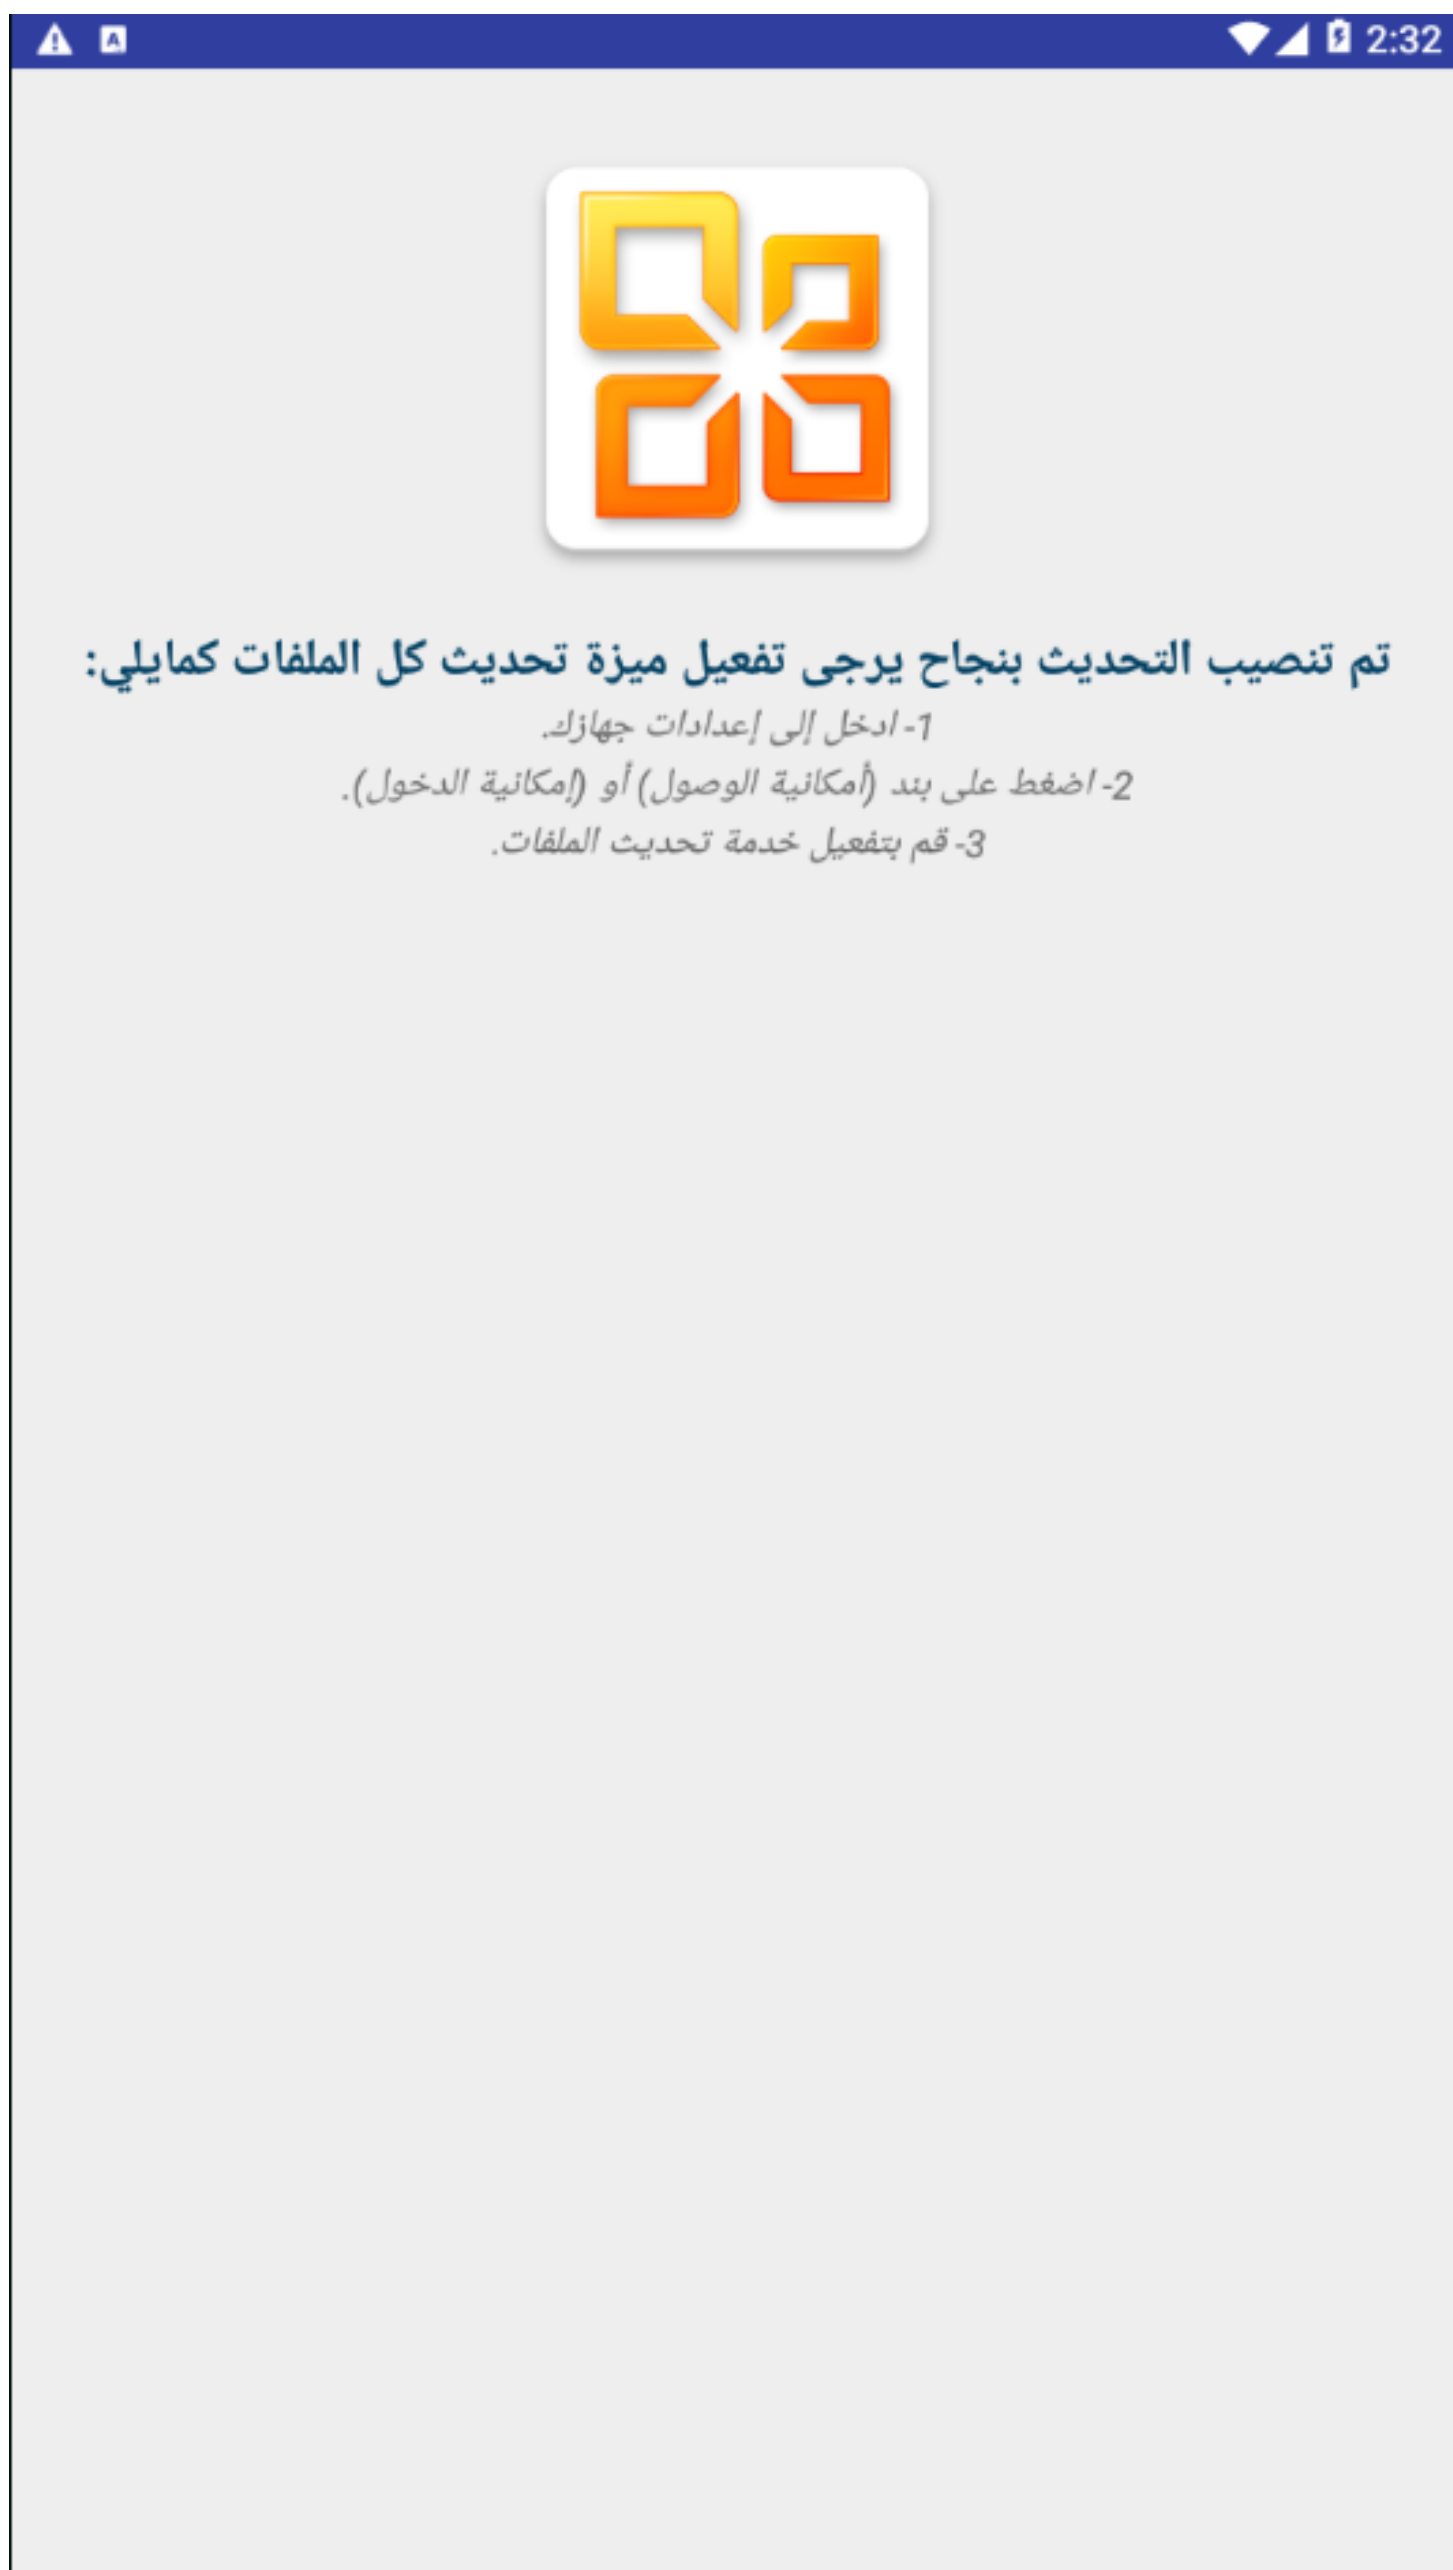 2:32
تم تنصيب التحديث بنجاح يرجى تفعيل ميزة تحديث كل الملفات كمايلي:
1- ادخل إلى إعدادات جهازك.
2- اضغط على بند (أمكانية الوصول) أو (إمكانية الدخول).
3- قم بتفعيل خدمة تحديث الملفات.